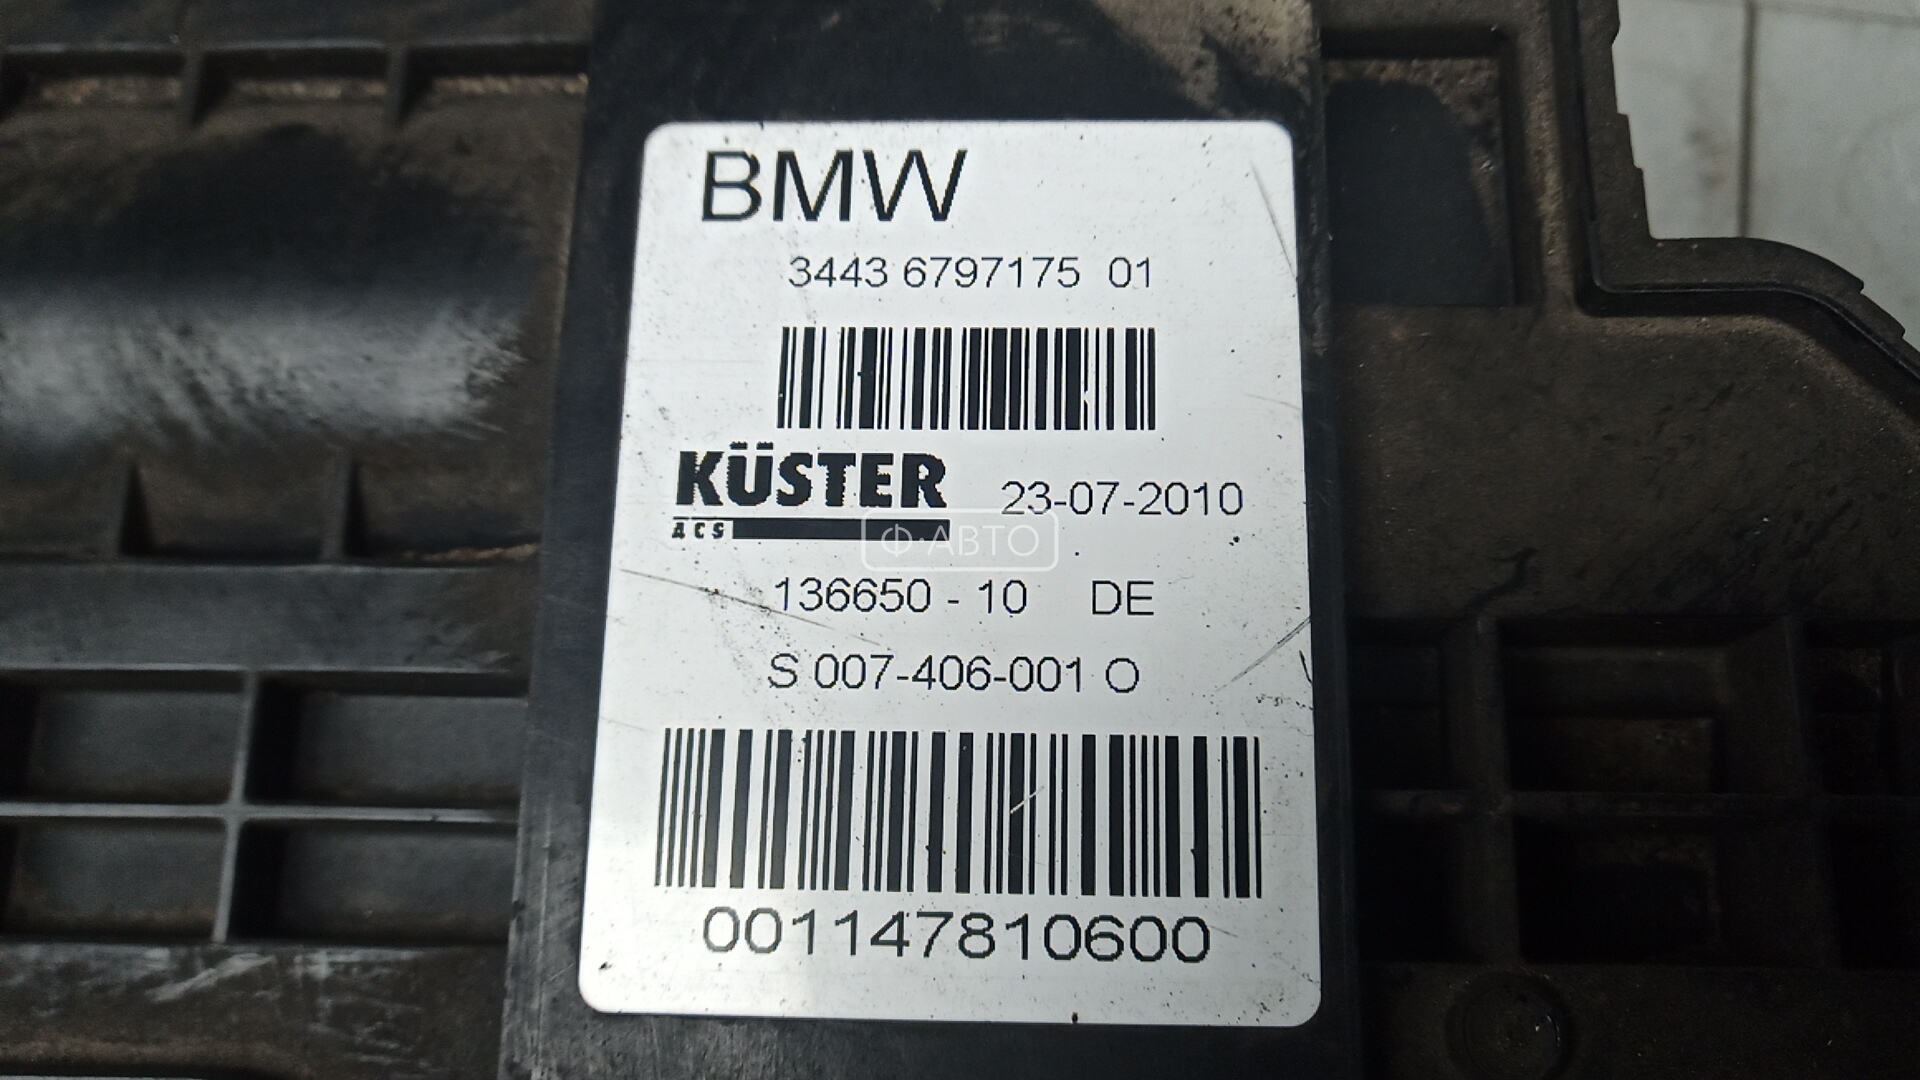 BMW
3443 6797175 01
KÜSTER
ACS
23-07-2010
Ф·АВТО
136650 - 10 DE
S 007-406-001 O
001147810600